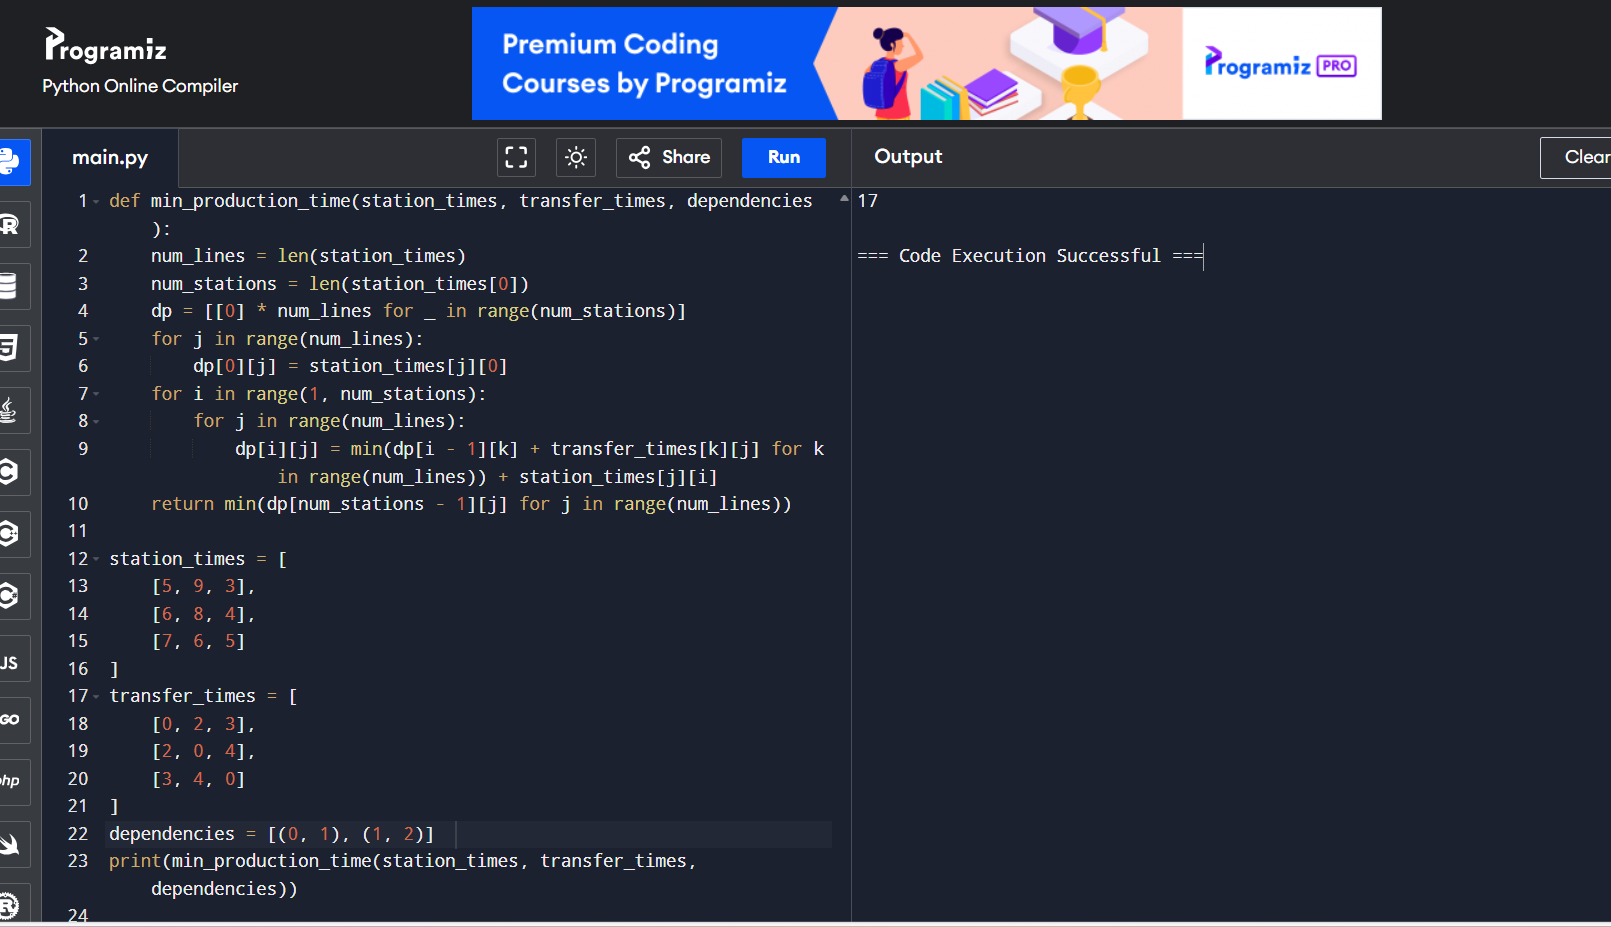 Programiz
Python Online Compiler
Premium Coding
Courses by Programiz
Programiz PRO
main.py
Share
Run
Output
Clear
1 def min_production_time(station_times, transfer_times, dependencies
):
2 num_lines = len(station_times)
3 num_stations = len(station_times[0])
4 dp = [[0] * num_lines for _ in range(num_stations)]
5 for j in range(num_lines):
6 dp[0][j] = station_times[j][0]
7 for i in range(1, num_stations):
8 for j in range(num_lines):
9 dp[i][j] = min(dp[i - 1][k] + transfer_times[k][j] for k
in range(num_lines)) + station_times[j][i]
10 return min(dp[num_stations - 1][j] for j in range(num_lines))
11
12 station_times = [
13 [5, 9, 3],
14 [6, 8, 4],
15 [7, 6, 5]
16 ]
17 transfer_times = [
18 [0, 2, 3],
19 [2, 0, 4],
20 [3, 4, 0]
21 ]
22 dependencies = [(0, 1), (1, 2)]
23 print(min_production_time(station_times, transfer_times,
dependencies))
24
17
=== Code Execution Successful ===
R
5
C
C+
C#
JS
GO
php
R